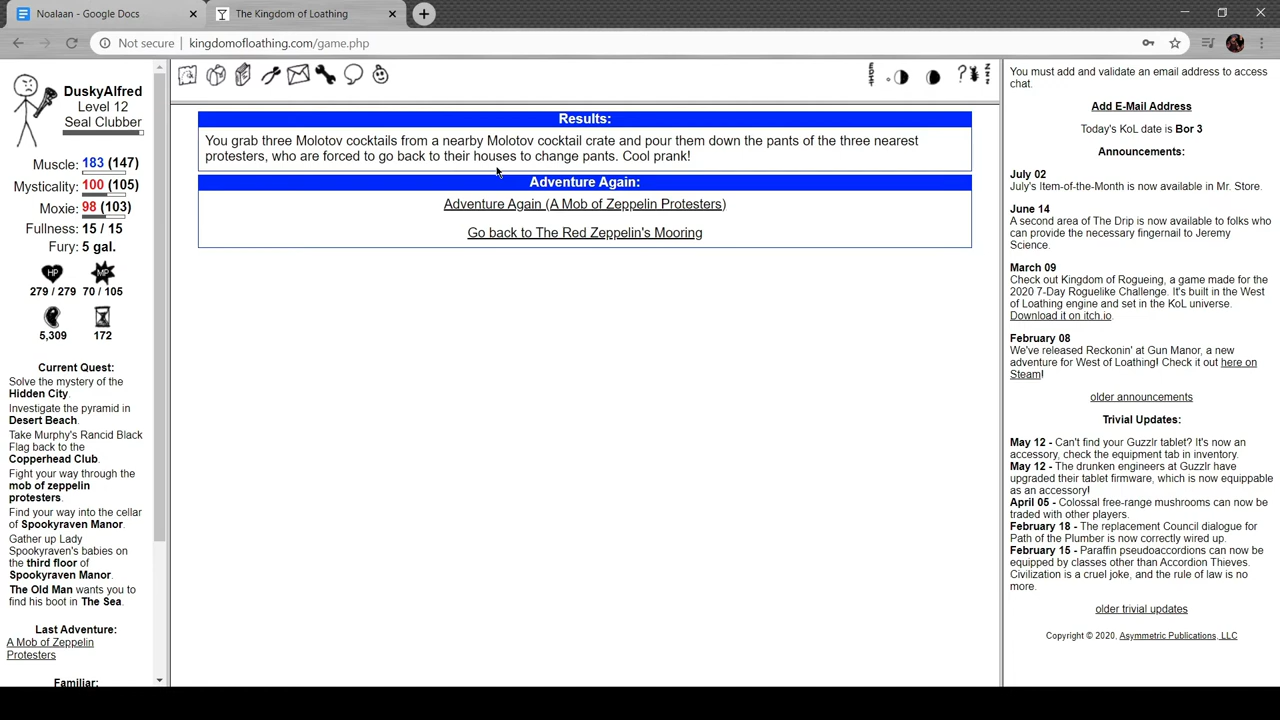 Noalaan - Google Docs
The Kingdom of Loathing
Not secure | kingdomofloathing.com/game.php
DuskyAlfred
Level 12
Seal Clubber
Muscle: 183 (147)
Mysticality: 100 (105)
Moxie: 98 (103)
Fullness: 15 / 15
Fury: 5 gal.
HP MP
279 / 279 70 / 105
5,309 172
Current Quest:
Solve the mystery of the
Hidden City.
Investigate the pyramid in
Desert Beach.
Take Murphy's Rancid Black
Flag back to the
Copperhead Club.
Fight your way through the
mob of zeppelin
protesters.
Find your way into the cellar
of Spookyraven Manor.
Gather up Lady
Spookyraven's babies on
the third floor of
Spookyraven Manor.
The Old Man wants you to
find his boot in The Sea.
Last Adventure:
A Mob of Zeppelin
Protesters
Familiar:
Results:
You grab three Molotov cocktails from a nearby Molotov cocktail crate and pour them down the pants of the three nearest
protesters, who are forced to go back to their houses to change pants. Cool prank!
Adventure Again:
Adventure Again (A Mob of Zeppelin Protesters)
Go back to The Red Zeppelin's Mooring
You must add and validate an email address to access
chat.
Add E-Mail Address
Today's KoL date is Bor 3
Announcements:
July 02
July's Item-of-the-Month is now available in Mr. Store.
June 14
A second area of The Drip is now available to folks who
can provide the necessary fingernail to Jeremy
Science.
March 09
Check out Kingdom of Rogueing, a game made for the
2020 7-Day Roguelike Challenge. It's built in the West
of Loathing engine and set in the KoL universe.
Download it on itch.io.
February 08
We've released Reckonin' at Gun Manor, a new
adventure for West of Loathing! Check it out here on
Steam!
older announcements
Trivial Updates:
May 12 - Can't find your Guzzlr tablet? It's now an
accessory, check the equipment tab in inventory.
May 12 - The drunken engineers at Guzzlr have
upgraded their tablet firmware, which is now equippable
as an accessory!
April 05 - Colossal free-range mushrooms can now be
traded with other players.
February 18 - The replacement Council dialogue for
Path of the Plumber is now correctly wired up.
February 15 - Paraffin pseudoaccordions can now be
equipped by classes other than Accordion Thieves.
Civilization is a cruel joke, and the rule of law is no
more.
older trivial updates
Copyright © 2020, Asymmetric Publications, LLC